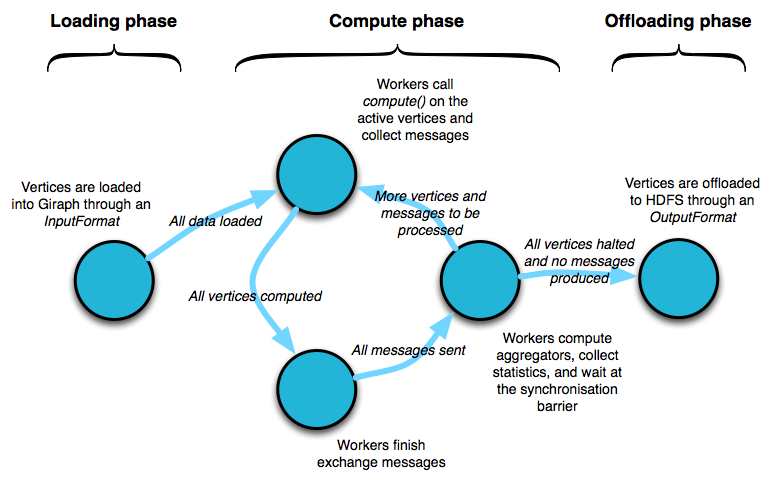 Loading phase
Compute phase
Offloading phase
Workers call
compute() on the
active vertices and
collect messages
Vertices are loaded
into Giraph through an
InputFormat
All data loaded
More vertices and
messages to be
processed
Vertices are offloaded
to HDFS through an
OutputFormat
All vertices halted
and no messages
produced
All vertices computed
All messages sent
Workers compute
aggregators, collect
statistics, and wait at
the synchronisation
barrier
Workers finish
exchange messages